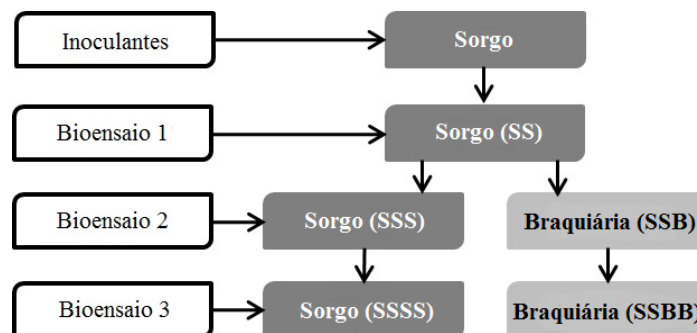 Inoculantes
Sorgo
Bioensaio 1
Sorgo (SS)
Bioensaio 2
Sorgo (SSS)
Braquiária (SSB)
Bioensaio 3
Sorgo (SSSS)
Braquiária (SSBB)